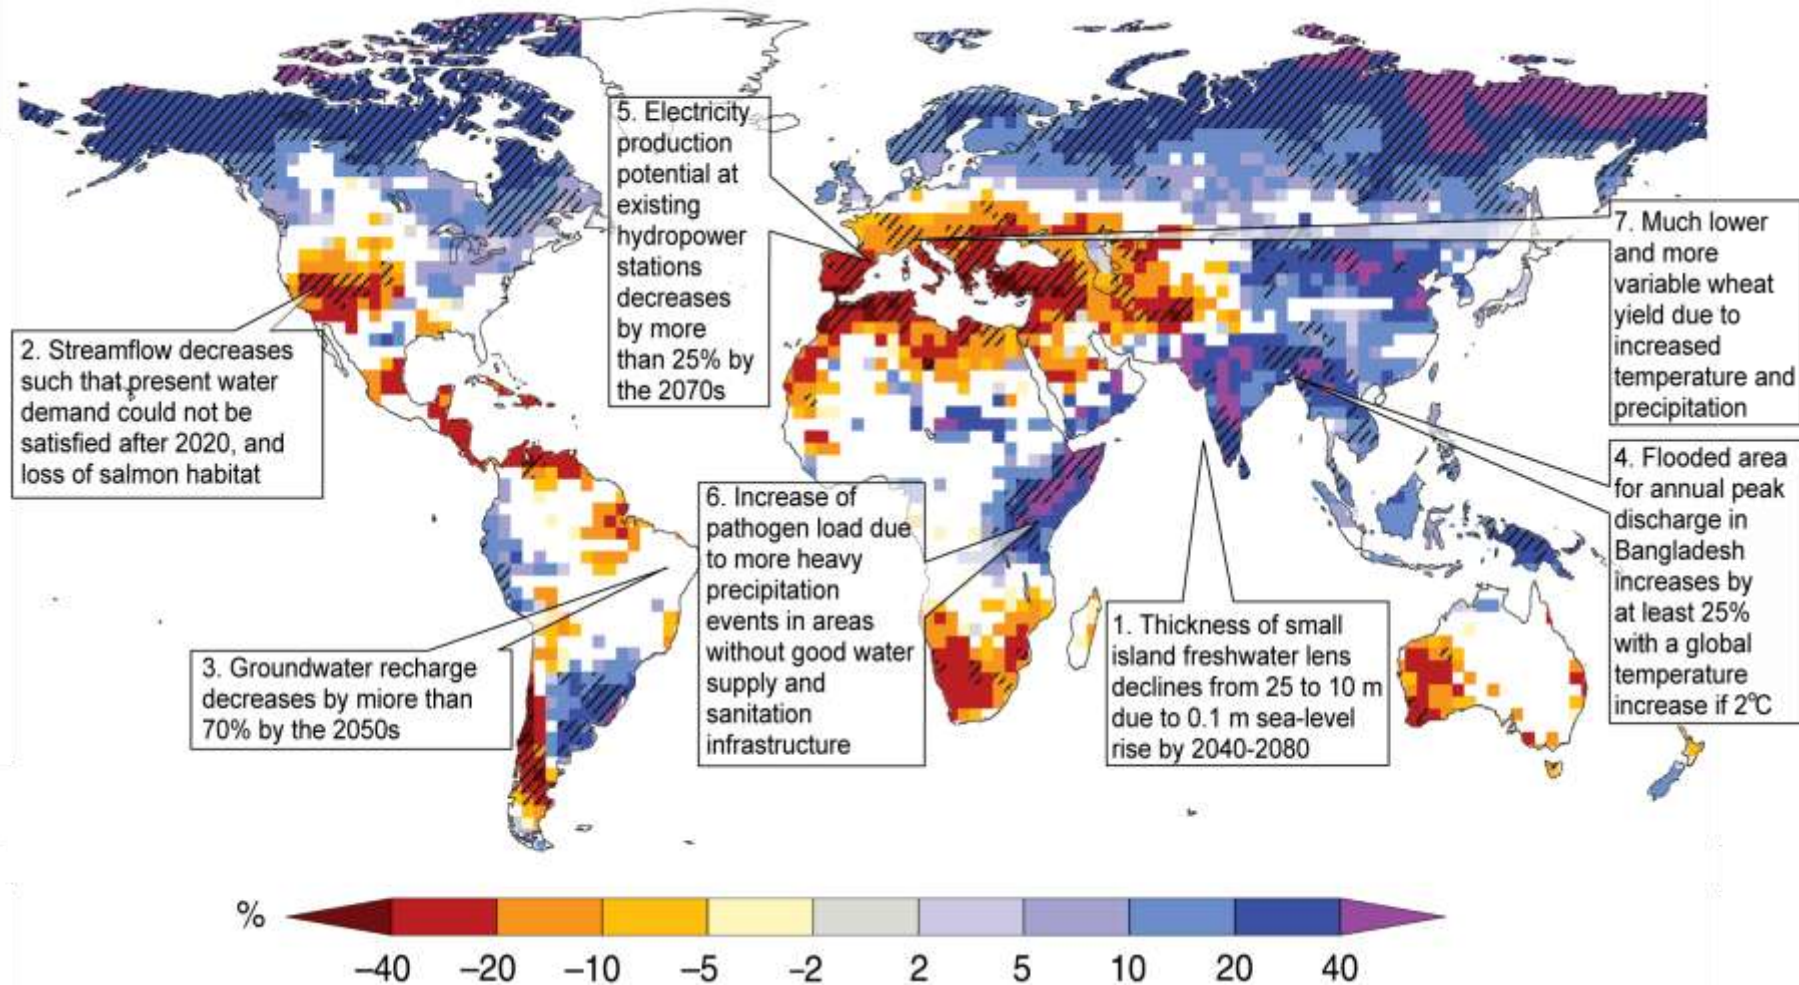 5. Electricity
production
potential at
existing
hydropower
stations
decreases
by more
than 25% by
the 2070s
7. Much lower
and more
variable wheat
yield due to
increased
temperature and
precipitation
2. Streamflow decreases
such that present water
demand could not be
satisfied after 2020, and
loss of salmon habitat
4. Flooded area
for annual peak
discharge in
Bangladesh
increases by
at least 25%
with a global
temperature
increase if 2°C
6. Increase of
pathogen load due
to more heavy
precipitation
events in areas
without good water
supply and
sanitation
infrastructure
1. Thickness of small
island freshwater lens
declines from 25 to 10 m
due to 0.1 m sea-level
rise by 2040-2080
3. Groundwater recharge
decreases by miore than
70% by the 2050s
%
–40 –20 –10 –5 –2 2 5 10 20 40